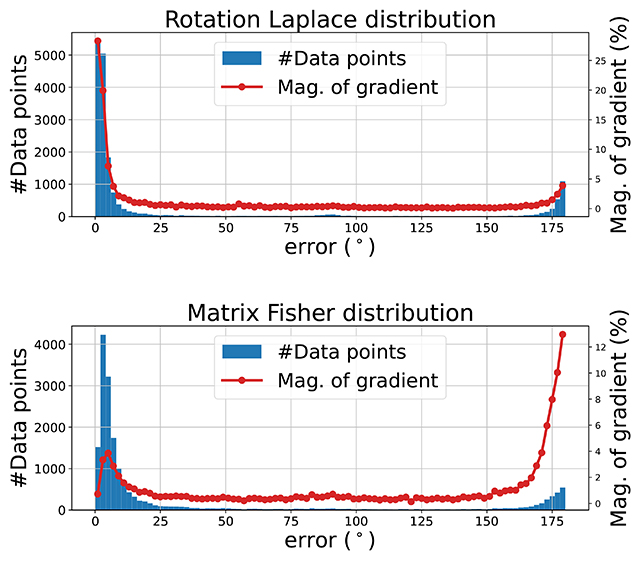 Rotation Laplace distribution
#Data points
Mag. of gradient
5000
4000
3000
2000
1000
0
25
20
15
10
5
0
0 25 50 75 100 125 150 175
error (°)
#Data points
Mag. of gradient (%)
Matrix Fisher distribution
#Data points
Mag. of gradient
4000
3000
2000
1000
0
12
10
8
6
4
2
0
0 25 50 75 100 125 150 175
error (°)
#Data points
Mag. of gradient (%)